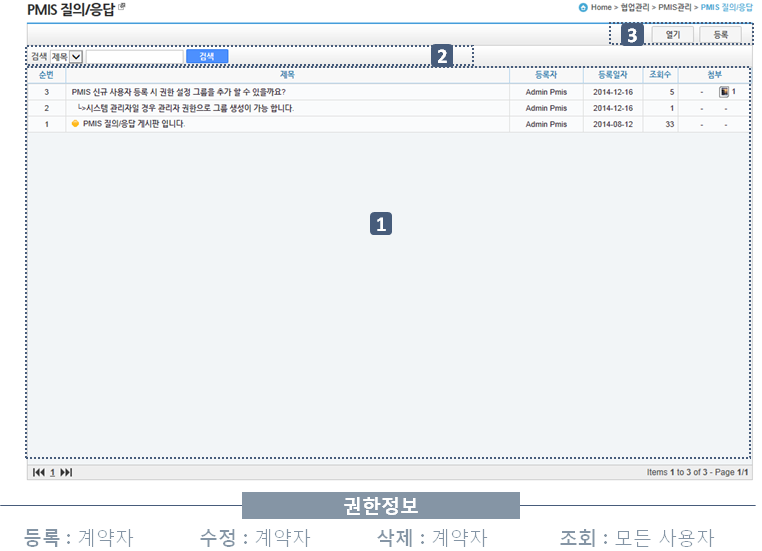 PMIS 질의/응답
Home > 협업관리 > PMIS관리 > PMIS 질의/응답
3 열기 등록
검색 제목 검색 2
순번 제목 등록자 등록일자 조회수 첨부
3 PMIS 신규 사용자 등록 시 권한 설정 그룹을 추가 할 수 있을까요? Admin Pmis 2014-12-16 5 - 1
2 ㄴ>시스템 관리자일 경우 관리자 권한으로 그룹 생성이 가능 합니다. Admin Pmis 2014-12-16 1 - -
1 PMIS 질의/응답 게시판 입니다. Admin Pmis 2014-08-12 33 - -
1
1 Items 1 to 3 of 3 - Page 1/1
권한정보
등록 : 계약자 수정 : 계약자 삭제 : 계약자 조회 : 모든 사용자